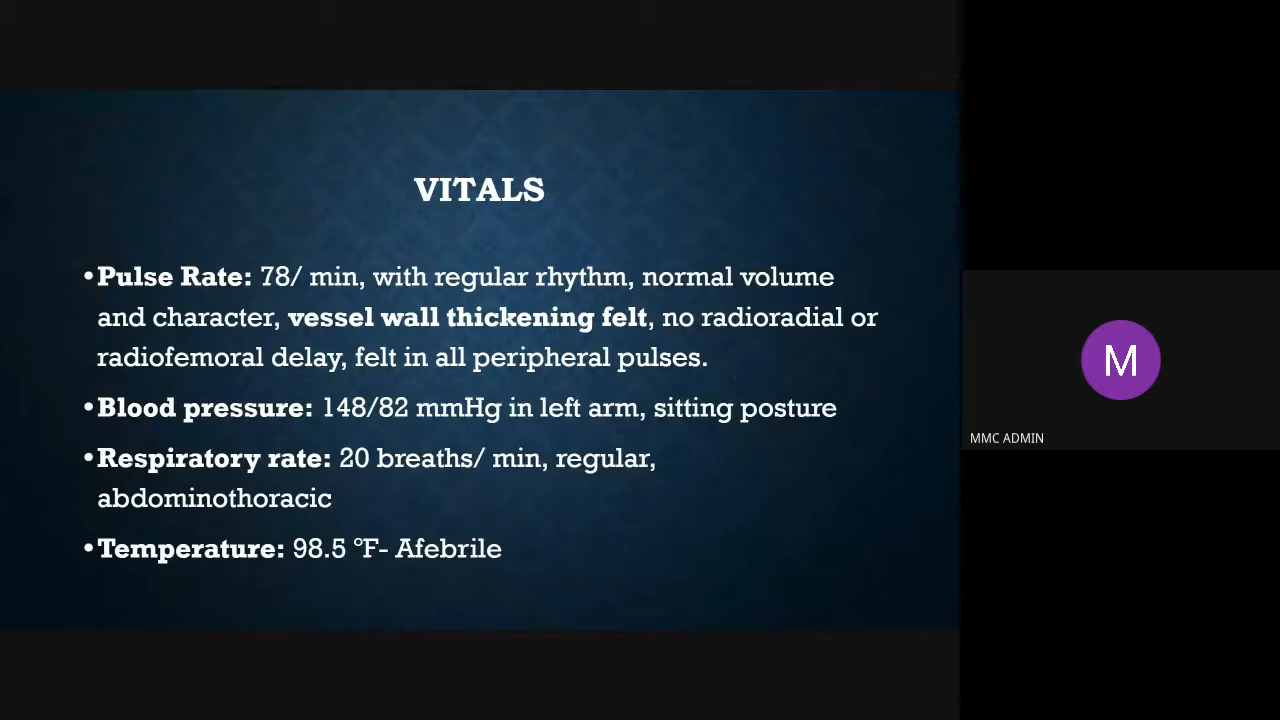 VITALS
•Pulse Rate: 78/ min, with regular rhythm, normal volume
and character, vessel wall thickening felt, no radioradial or
radiofemoral delay, felt in all peripheral pulses.
•Blood pressure: 148/82 mmHg in left arm, sitting posture
•Respiratory rate: 20 breaths/ min, regular,
abdominothoracic
•Temperature: 98.5 °F- Afebrile
M
MMC ADMIN